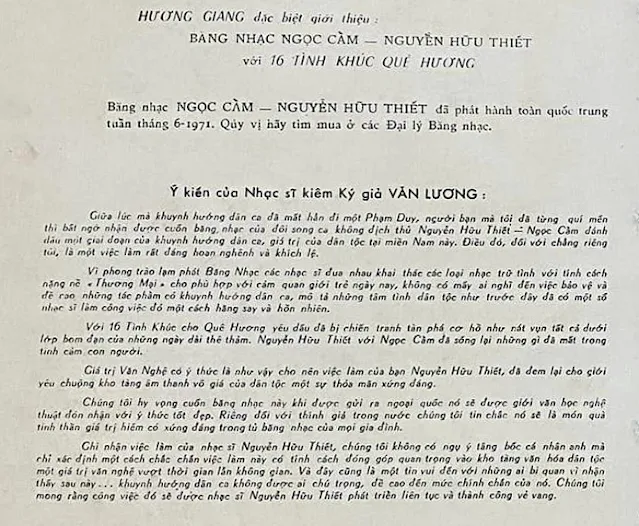 HƯƠNG GIANG đặc biệt giới thiệu :
BĂNG NHẠC NGỌC CẨM — NGUYỄN HỮU THIẾT
với 16 TÌNH KHÚC QUÊ HƯƠNG
Băng nhạc NGỌC CẨM — NGUYỄN HỮU THIẾT đã phát hành toàn quốc trung
tuần tháng 6-1971. Qúy vị hãy tìm mua ở các Đại lý Băng nhạc.
Ý kiến của Nhạc sĩ kiêm Ký giả VĂN LƯƠNG :
Giữa lúc mà khuynh hướng dân ca đã mất hẳn đi một Phạm Duy, người bạn mà tôi đã từng quí mến
thì bất ngờ nhận được cuốn băng nhạc của đôi song ca không địch thủ Nguyễn Hữu Thiết — Ngọc Cẩm đánh
dấu một giai đoạn của khuynh hướng dân ca, giá trị của dân tộc tại miền Nam này. Điều đó, đối với chẳng riêng
tôi, là một việc làm rất đáng hoan nghênh và khích lệ.
Vì phong trào lạm phát Băng Nhạc các nhạc sĩ đua nhau khai thác các loại nhạc trữ tình với tính cách
nặng nề « Thương Mại » cho phù hợp với cảm quan giới trẻ ngày nay, không có mấy ai nghĩ đến việc bảo vệ và
đề cao những tác phẩm có khuynh hướng dân ca, mô tả những tâm tình dân tộc như trước đây đã có một số
nhạc sĩ làm công việc đó một cách hăng say và hồn nhiên.
Với 16 Tình Khúc cho Quê Hương yêu dấu đã bị chiến tranh tàn phá cơ hồ như nát vụn tất cả dưới
lớp bom đạn của những ngày dài thê thảm. Nguyễn Hữu Thiết với Ngọc Cẩm đã sống lại những gì đã mất trong
tình cảm con người.
Giá trị Văn Nghệ có ý thức là như vậy cho nên việc làm của bạn Nguyễn Hữu Thiết, đã đem lại cho giới
yêu chuộng kho tàng âm thanh vô giá của dân tộc một sự thỏa mãn xứng đáng.
Chúng tôi hy vọng cuốn băng nhạc này khi được gửi ra ngoại quốc nó sẽ được giới văn học nghệ
thuật đón nhận với ý thức tốt đẹp. Riêng đối với thính giả trong nước chúng tôi tin chắc nó sẽ là món quà
tinh thần giá trị hiếm có xứng đáng trong tủ băng nhạc của mọi gia đình.
Ghi nhận việc làm của nhạc sĩ Nguyễn Hữu Thiết, chúng tôi không có ngụ ý tâng bốc cá nhân anh mà
chỉ xác định một cách chắc chắn việc làm này có tính cách đóng góp quan trọng vào kho tàng văn hóa dân tộc
một giá trị văn nghệ vượt thời gian lẫn không gian. Và đây cũng là một tin vui đến với những ai bi quan vì nhận
thấy sau này... khuynh hướng dân ca không được ai chú trọng, đề cao đến mức chính chắn của nó. Chúng tôi
mong rằng công việc đó sẽ được nhạc sĩ Nguyễn Hữu Thiết phát triển liên tục và thành công vẻ vang.